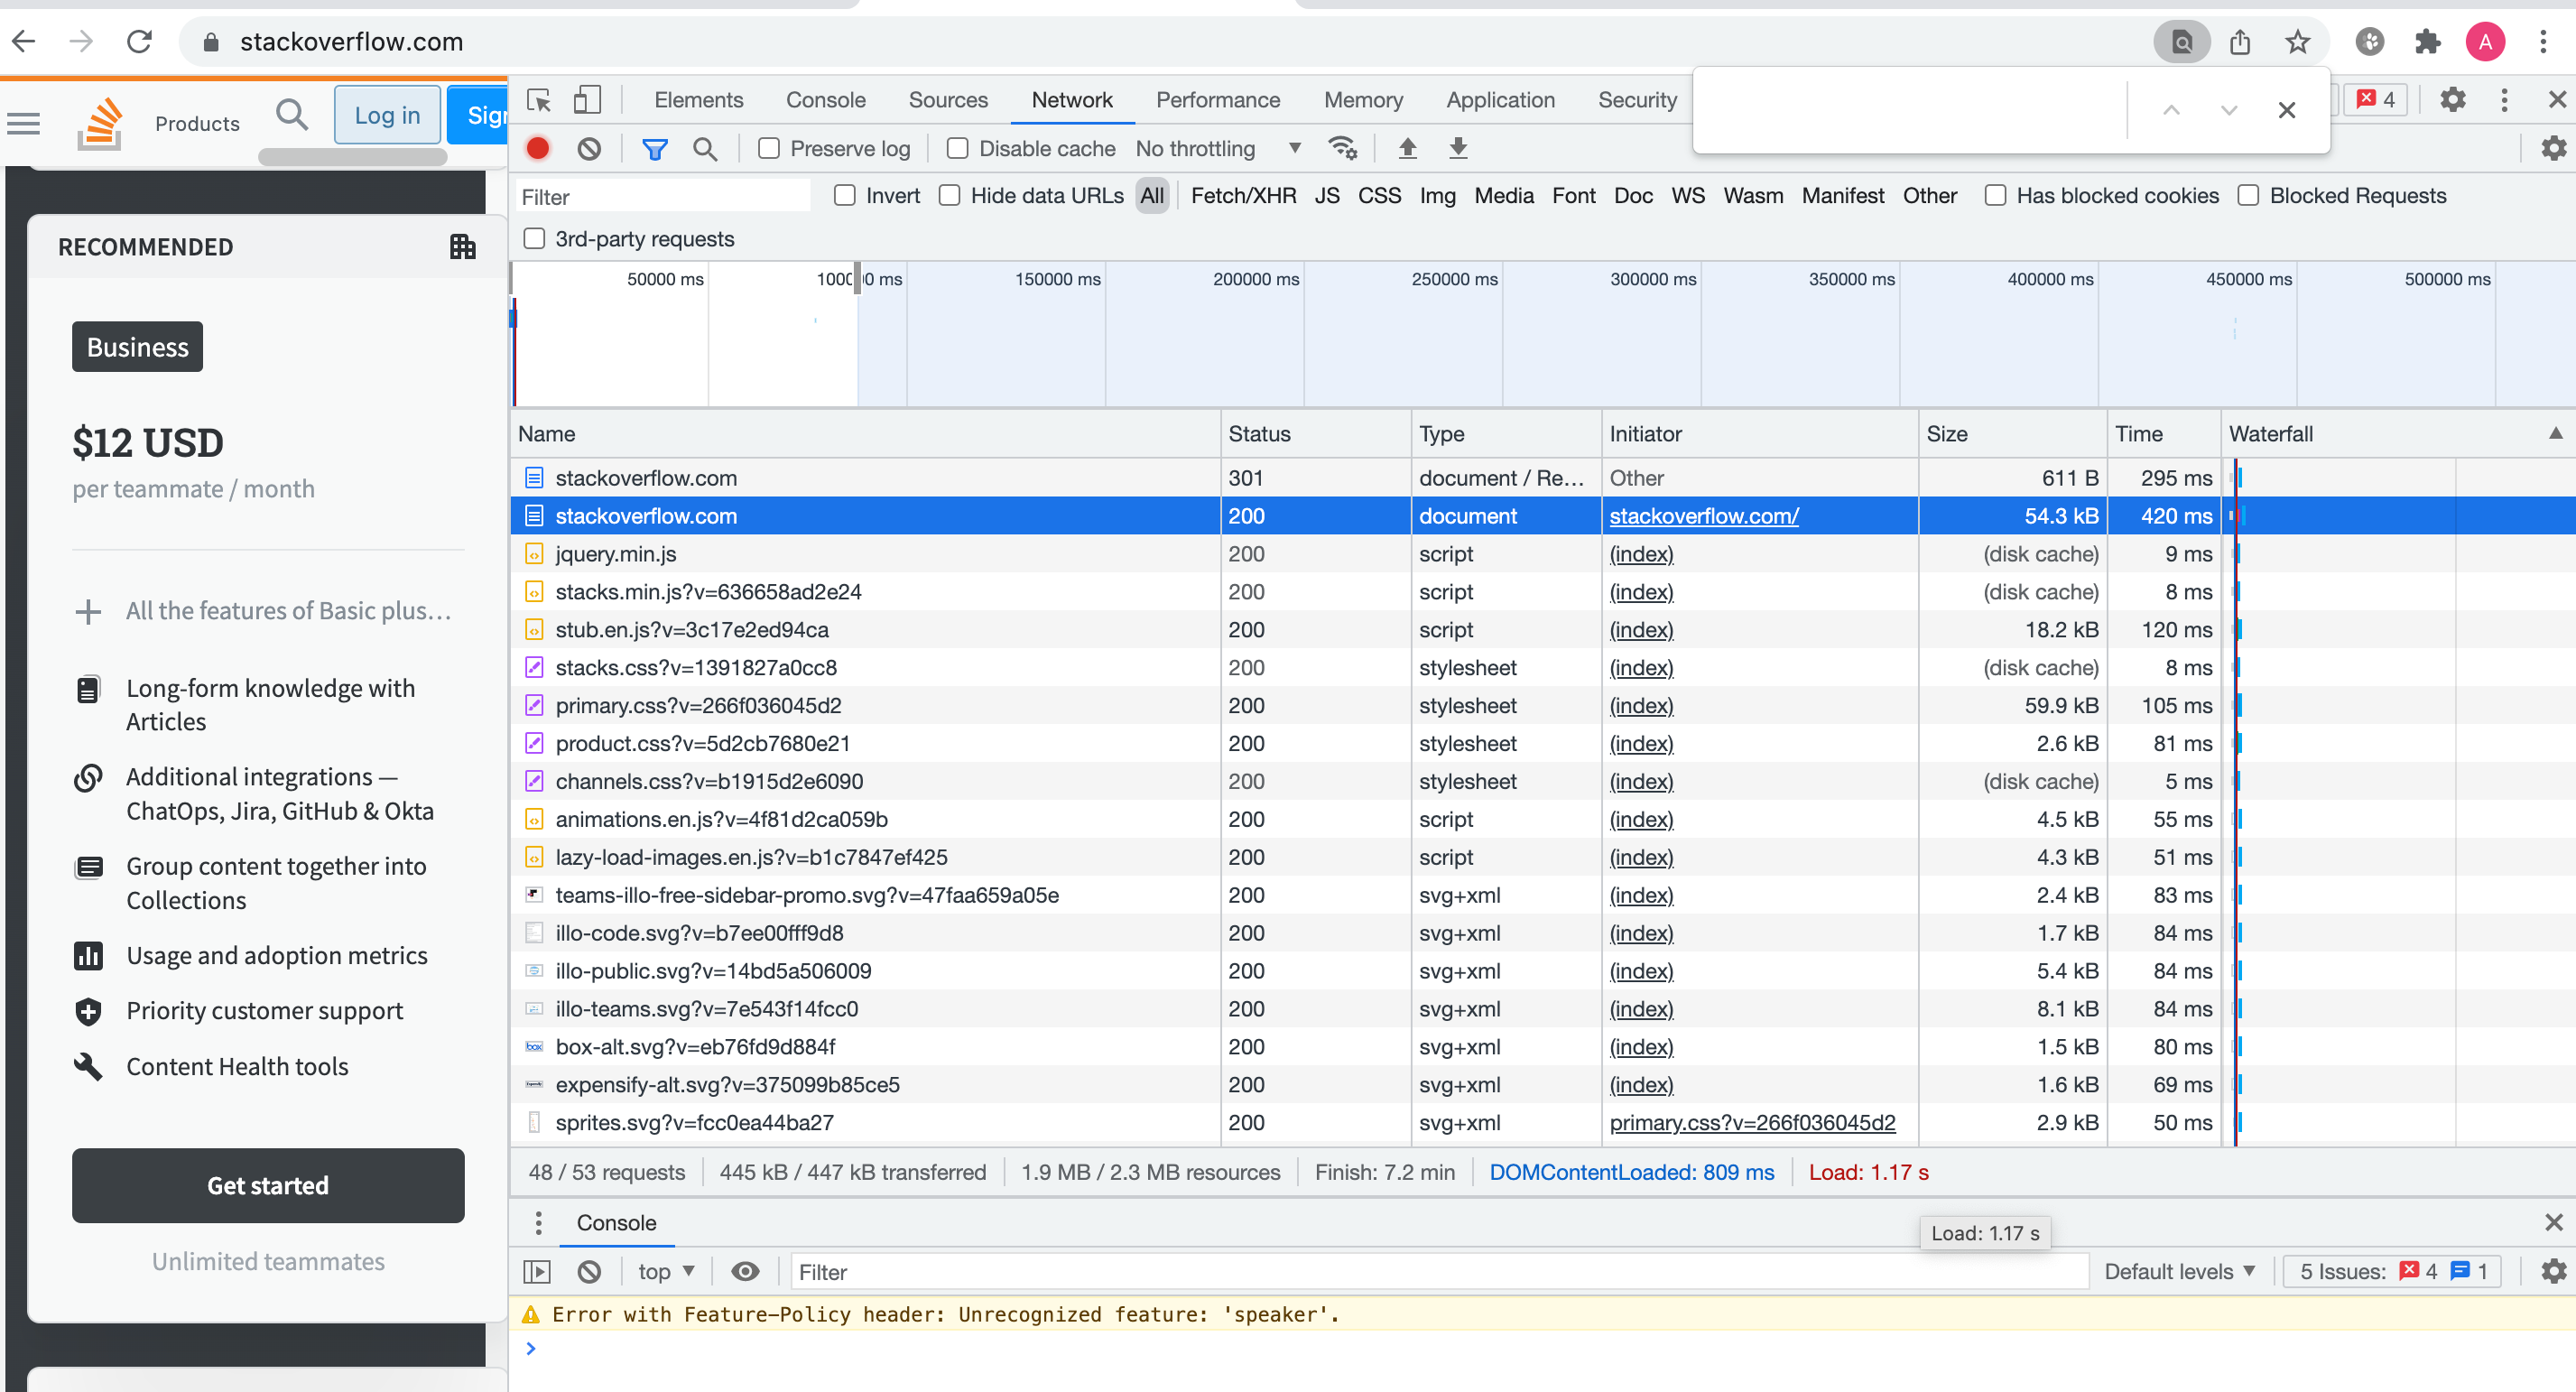 stackoverflow.com
A
Products
Log in
Sign
RECOMMENDED
Business
$12 USD
per teammate / month
All the features of Basic plus…
Long-form knowledge with
Articles
Additional integrations —
ChatOps, Jira, GitHub & Okta
Group content together into
Collections
Usage and adoption metrics
Priority customer support
Content Health tools
Get started
Unlimited teammates
Elements Console Sources Network Performance Memory Application Security 4
Preserve log Disable cache No throttling
Filter Invert Hide data URLs All Fetch/XHR JS CSS Img Media Font Doc WS Wasm Manifest Other Has blocked cookies Blocked Requests
3rd-party requests
50000 ms 100000 ms 150000 ms 200000 ms 250000 ms 300000 ms 350000 ms 400000 ms 450000 ms 500000 ms
Name Status Type Initiator Size Time Waterfall
stackoverflow.com 301 document / Re… Other 611 B 295 ms
stackoverflow.com 200 document stackoverflow.com/ 54.3 kB 420 ms
jquery.min.js 200 script (index) (disk cache) 9 ms
stacks.min.js?v=636658ad2e24 200 script (index) (disk cache) 8 ms
stub.en.js?v=3c17e2ed94ca 200 script (index) 18.2 kB 120 ms
stacks.css?v=1391827a0cc8 200 stylesheet (index) (disk cache) 8 ms
primary.css?v=266f036045d2 200 stylesheet (index) 59.9 kB 105 ms
product.css?v=5d2cb7680e21 200 stylesheet (index) 2.6 kB 81 ms
channels.css?v=b1915d2e6090 200 stylesheet (index) (disk cache) 5 ms
animations.en.js?v=4f81d2ca059b 200 script (index) 4.5 kB 55 ms
lazy-load-images.en.js?v=b1c7847ef425 200 script (index) 4.3 kB 51 ms
teams-illo-free-sidebar-promo.svg?v=47faa659a05e 200 svg+xml (index) 2.4 kB 83 ms
illo-code.svg?v=b7ee00fff9d8 200 svg+xml (index) 1.7 kB 84 ms
illo-public.svg?v=14bd5a506009 200 svg+xml (index) 5.4 kB 84 ms
illo-teams.svg?v=7e543f14fcc0 200 svg+xml (index) 8.1 kB 84 ms
box-alt.svg?v=eb76fd9d884f 200 svg+xml (index) 1.5 kB 80 ms
expensify-alt.svg?v=375099b85ce5 200 svg+xml (index) 1.6 kB 69 ms
sprites.svg?v=fcc0ea44ba27 200 svg+xml primary.css?v=266f036045d2 2.9 kB 50 ms
48 / 53 requests 445 kB / 447 kB transferred 1.9 MB / 2.3 MB resources Finish: 7.2 min DOMContentLoaded: 809 ms Load: 1.17 s
Console
Load: 1.17 s
top Filter Default levels 5 Issues: 4 1
Error with Feature-Policy header: Unrecognized feature: 'speaker'.